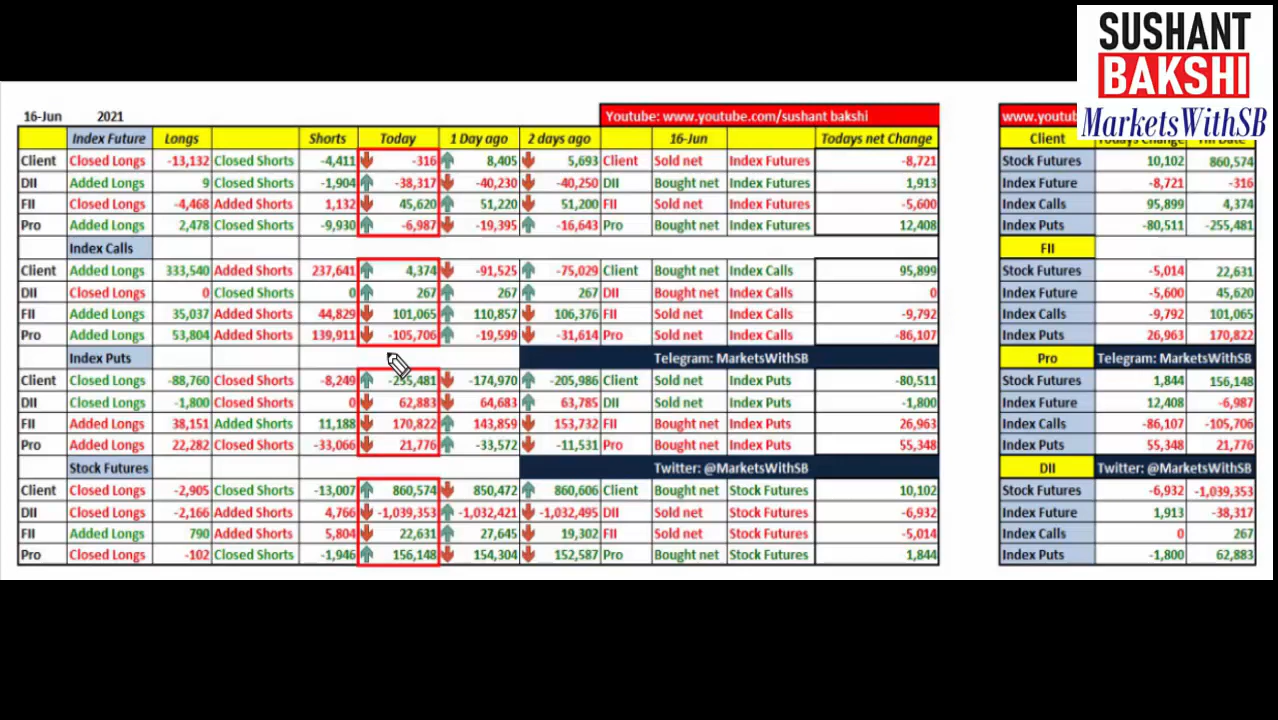 SUSHANT
BAKSHI
MarketsWithSB
16-Jun 2021 Youtube: www.youtube.com/sushant bakshi www.youtu
Index Future Longs Shorts Today 1 Day ago 2 days ago 16-Jun Todays net Change Client
Client Closed Longs -13,132 Closed Shorts -4,411 -316 8,405 5,693 Client Sold net Index Futures -8,721 Stock Futures 10,102 860,574
DII Added Longs 9 Closed Shorts -1,904 -38,317 -40,230 -40,250 DII Bought net Index Futures 1,913 Index Future -8,721 -316
FII Closed Longs -4,468 Added Shorts 1,132 45,620 51,220 51,200 FII Sold net Index Futures -5,600 Index Calls 95,899 4,374
Pro Added Longs 2,478 Closed Shorts -9,930 -6,987 -19,395 -16,643 Pro Bought net Index Futures 12,408 Index Puts -80,511 -255,481
Index Calls FII
Client Added Longs 333,540 Added Shorts 237,641 4,374 -91,525 -75,029 Client Bought net Index Calls 95,899 Stock Futures -5,014 22,631
DII Closed Longs 0 Closed Shorts 0 267 267 267 DII Bought net Index Calls 0 Index Future -5,600 45,620
FII Added Longs 35,037 Added Shorts 44,829 101,065 110,857 106,376 FII Sold net Index Calls -9,792 Index Calls -9,792 101,065
Pro Added Longs 53,804 Added Shorts 139,911 -105,706 -19,599 -31,614 Pro Sold net Index Calls -86,107 Index Puts 26,963 170,822
Index Puts Telegram: MarketsWithSB Pro Telegram: MarketsWithSB
Client Closed Longs -88,760 Closed Shorts -8,249 -255,481 -174,970 -205,986 Client Sold net Index Puts -80,511 Stock Futures 1,844 156,148
DII Closed Longs -1,800 Closed Shorts 0 62,883 64,683 63,785 DII Sold net Index Puts -1,800 Index Future 12,408 -6,987
FII Added Longs 38,151 Added Shorts 11,188 170,822 143,859 153,732 FII Bought net Index Puts 26,963 Index Calls -86,107 -105,706
Pro Added Longs 22,282 Closed Shorts -33,066 21,776 -33,572 -11,531 Pro Bought net Index Puts 55,348 Index Puts 55,348 21,776
Stock Futures Twitter: @MarketsWithSB DII Twitter: @MarketsWithSB
Client Closed Longs -2,905 Closed Shorts -13,007 860,574 850,472 860,606 Client Bought net Stock Futures 10,102 Stock Futures -6,932 -1,039,353
DII Closed Longs -2,166 Added Shorts 4,766 -1,039,353 -1,032,421 -1,032,495 DII Sold net Stock Futures -6,932 Index Future 1,913 -38,317
FII Added Longs 790 Added Shorts 5,804 22,631 27,645 19,302 FII Sold net Stock Futures -5,014 Index Calls 0 267
Pro Closed Longs -102 Closed Shorts -1,946 156,148 154,304 152,587 Pro Bought net Stock Futures 1,844 Index Puts -1,800 62,883